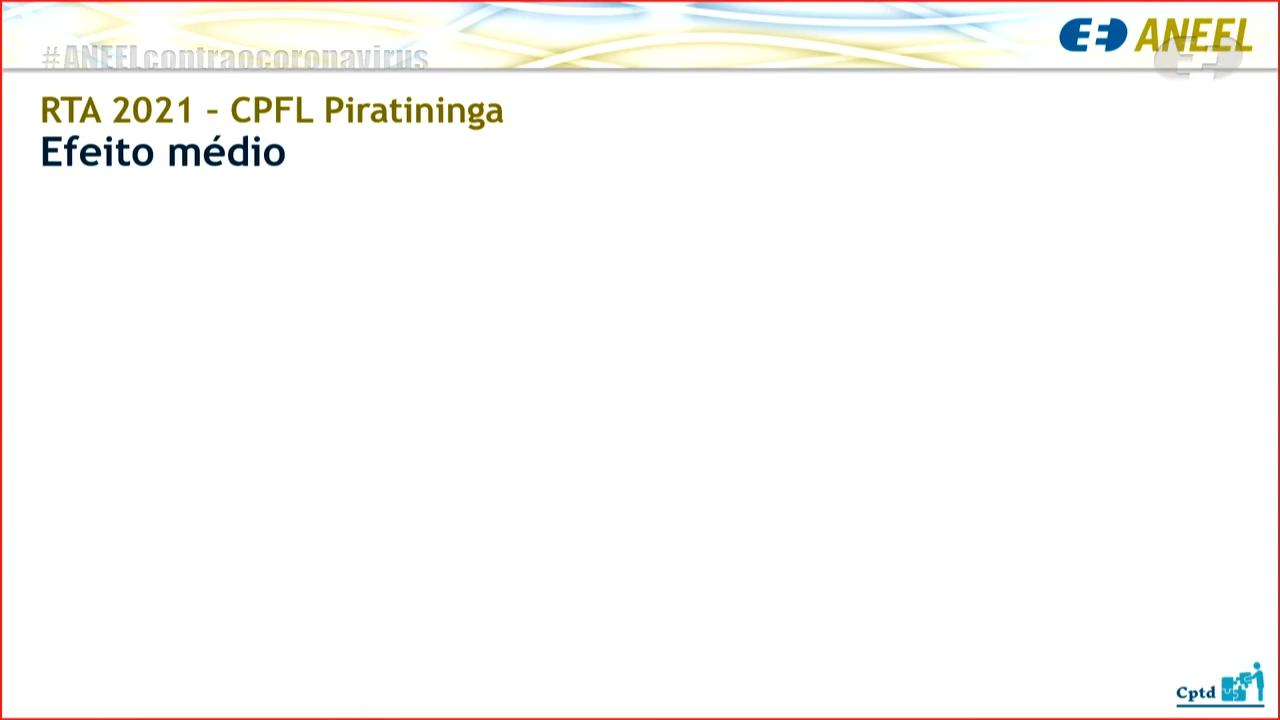 #ANEELcontraocoronavirus
ANEEL
RTA 2021 – CPFL Piratininga
Efeito médio
Cptd